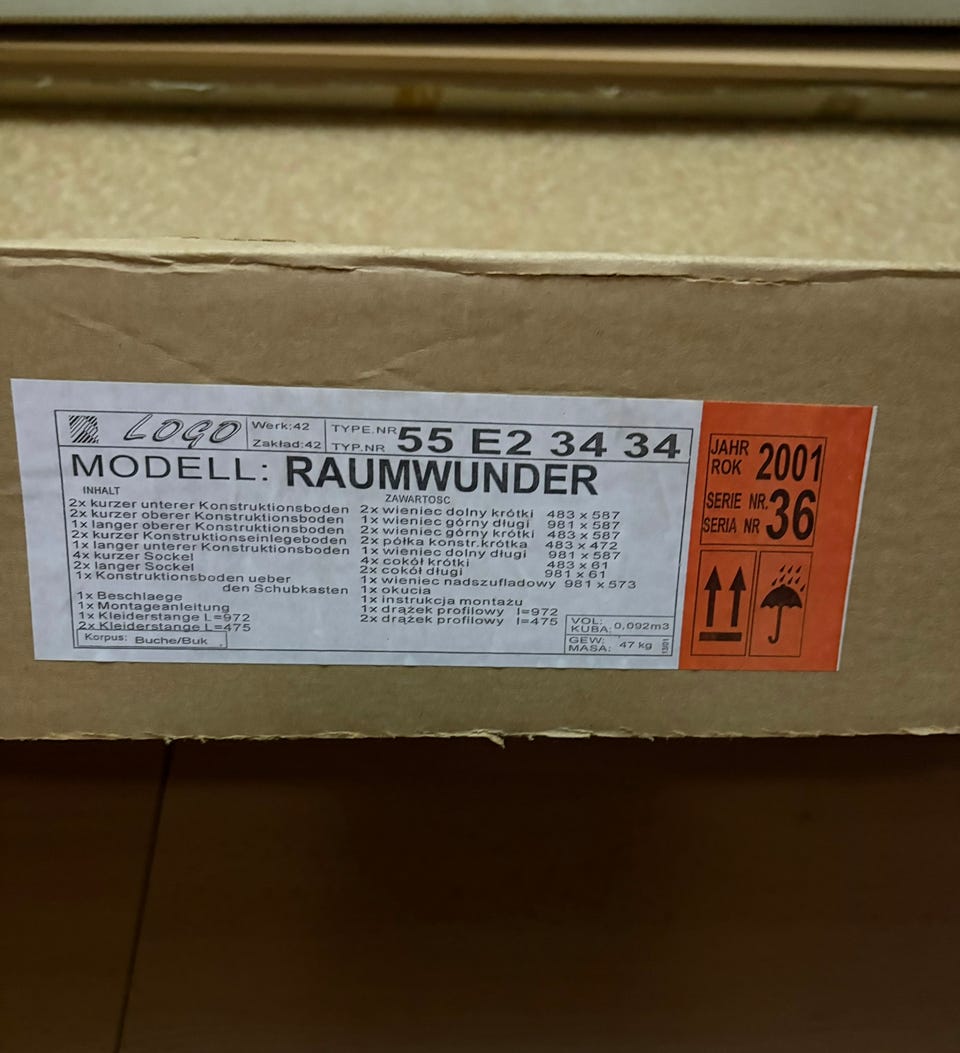 LOGO
Werk:42
Zakład:42
TYPE.NR
TYP.NR
55 E2 34 34
MODELL: RAUMWUNDER
INHALT
2x kurzer unterer Konstruktionsboden
2x kurzer oberer Konstruktionsboden
1x langer oberer Konstruktionsboden
2x kurzer Konstruktionseinlegeboden
1x langer unterer Konstruktionsboden
4x kurzer Sockel
2x langer Sockel
1x Konstruktionsboden ueber
den Schubkasten
1x Beschlaege
1x Montageanleitung
1x Kleiderstange L=972
2x Kleiderstange L=475
Korpus: Buche/Buk
ZAWARTOSC
2x wieniec dolny krótki 483 x 587
1x wieniec górny długi 981 x 587
2x wieniec górny krótki 483 x 587
2x półka konstr.krótka 483 x 472
1x wieniec dolny długi 981 x 587
4x cokół krótki 483 x 61
2x cokół długi 981 x 61
1x wieniec nadszufladowy 981 x 573
1x okucia
1x instrukcja montażu
1x drążek profilowy l=972
2x drążek profilowy l=475
VOL:
KUBA:
0,092m3
GEW:
MASA:
47 kg
JAHR
ROK
2001
SERIE NR.
SERIA NR
36